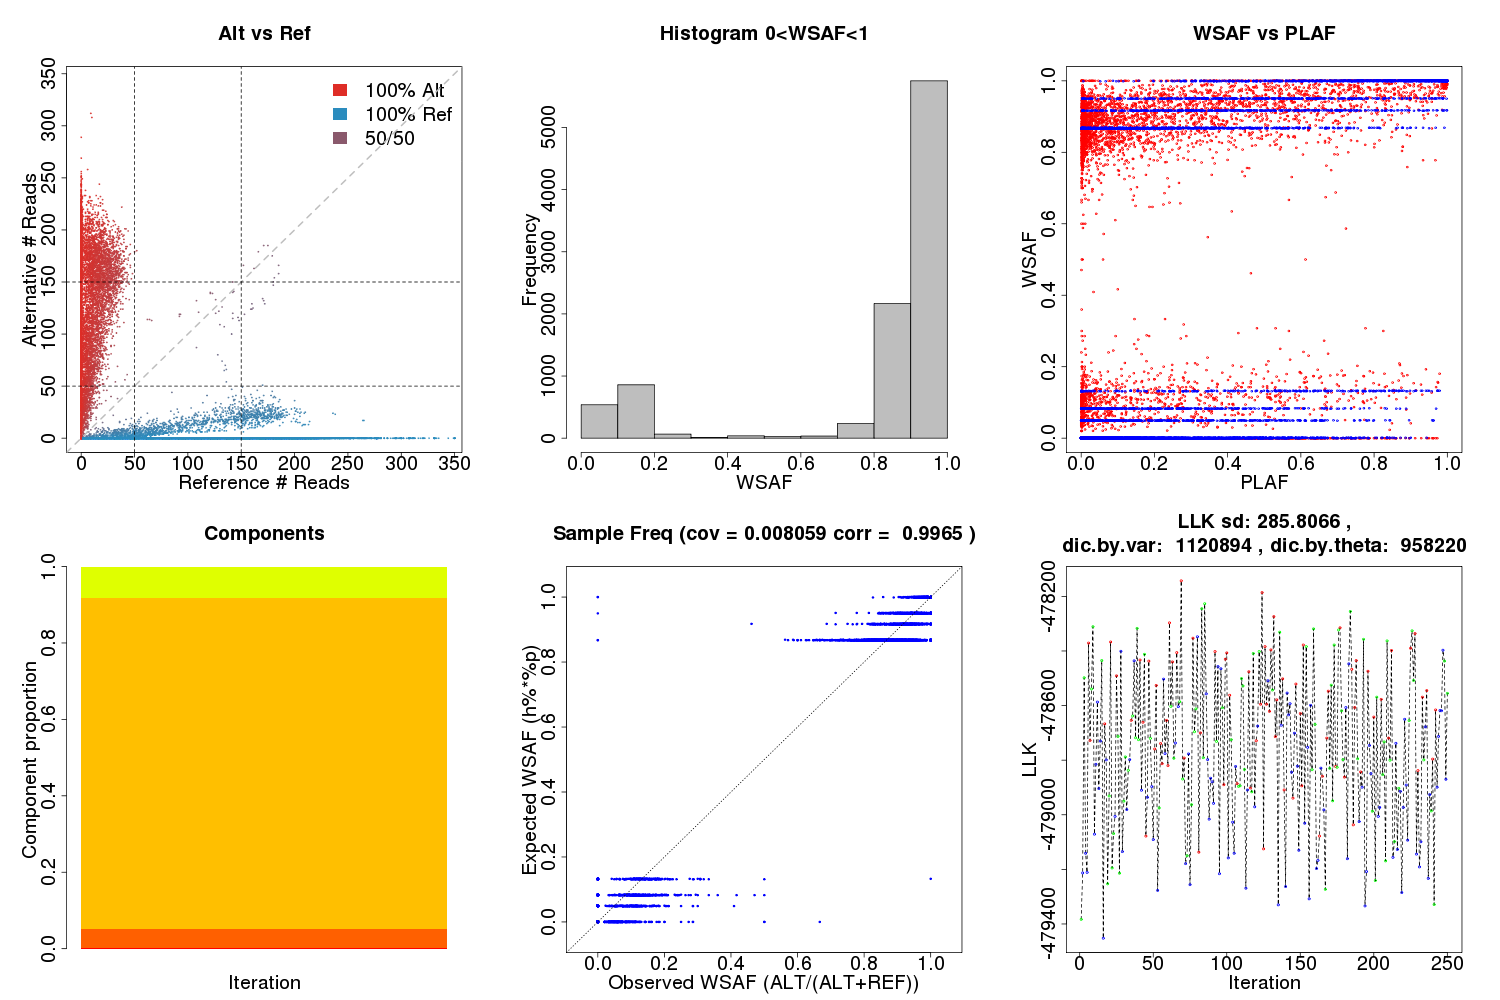 Alt vs Ref
350
300
250
200
150
100
50
0
Alternative # Reads
100% Alt
100% Ref
50/50
0 50 100 150 200 250 300 350
Reference # Reads
Histogram 0<WSAF<1
5000
4000
3000
2000
1000
0
Frequency
0.0 0.2 0.4 0.6 0.8 1.0
WSAF
WSAF vs PLAF
1.0
0.8
0.6
0.4
0.2
0.0
WSAF
0.0 0.2 0.4 0.6 0.8 1.0
PLAF
Components
1.0
0.8
0.6
0.4
0.2
0.0
Component proportion
Iteration
Sample Freq (cov = 0.008059 corr = 0.9965 )
1.0
0.8
0.6
0.4
0.2
0.0
Expected WSAF (h%*%p)
0.0 0.2 0.4 0.6 0.8 1.0
Observed WSAF (ALT/(ALT+REF))
LLK sd: 285.8066 ,
dic.by.var: 1120894 , dic.by.theta: 958220
-478200
-478600
-479000
-479400
LLK
0 50 100 150 200 250
Iteration